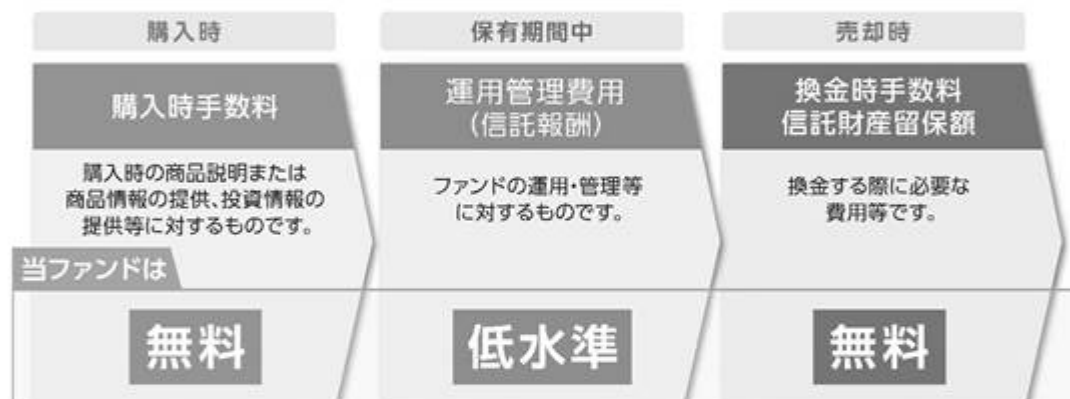 購入時
保有期間中
売却時
購入時手数料
運用管理費用
(信託報酬)
換金時手数料
信託財産留保額
購入時の商品説明または
商品情報の提供、投資情報の
提供等に対するものです。
ファンドの運用・管理等
に対するものです。
換金する際に必要な
費用等です。
当ファンドは
無料
低水準
無料